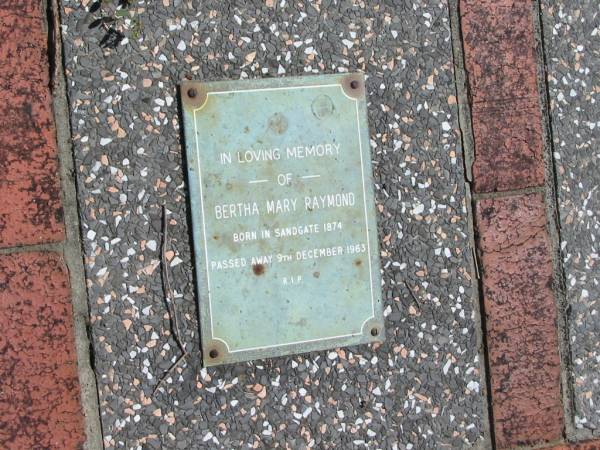 IN LOVING MEMORY
— OF —
BERTHA MARY RAYMOND
BORN IN SANDGATE 1874
PASSED AWAY 9TH DECEMBER 1963
R.I.P.